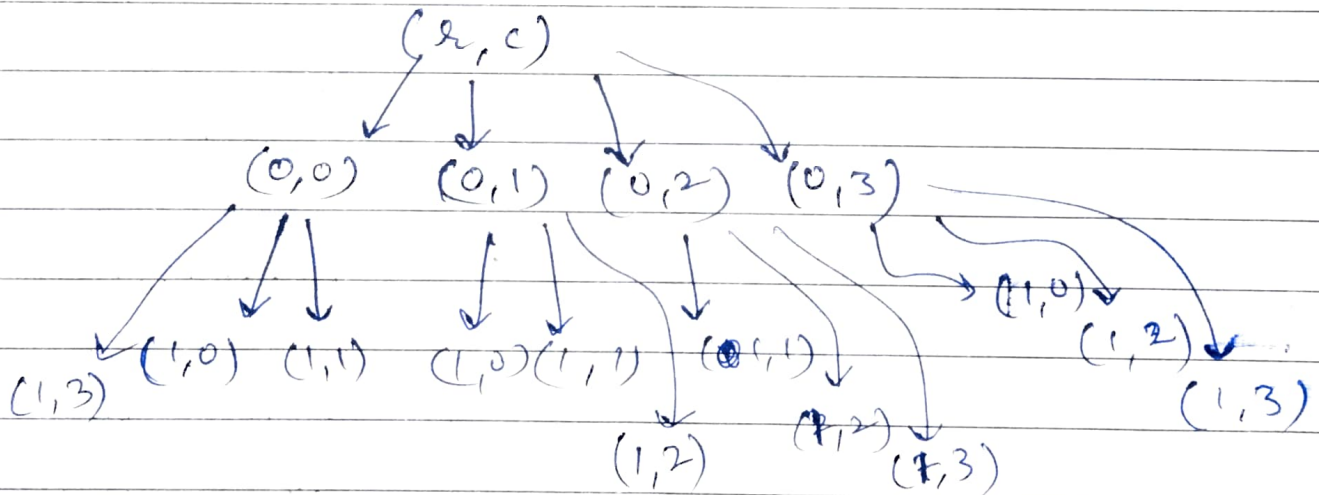 (r,c)
(0,0) (0,1) (0,2) (0,3)
(1,0)
(1,2)
(1,0) (1,1) (1,0) (1,1) (1,1)
(1,3) (1,3)
(1,2) (1,2) (1,3)